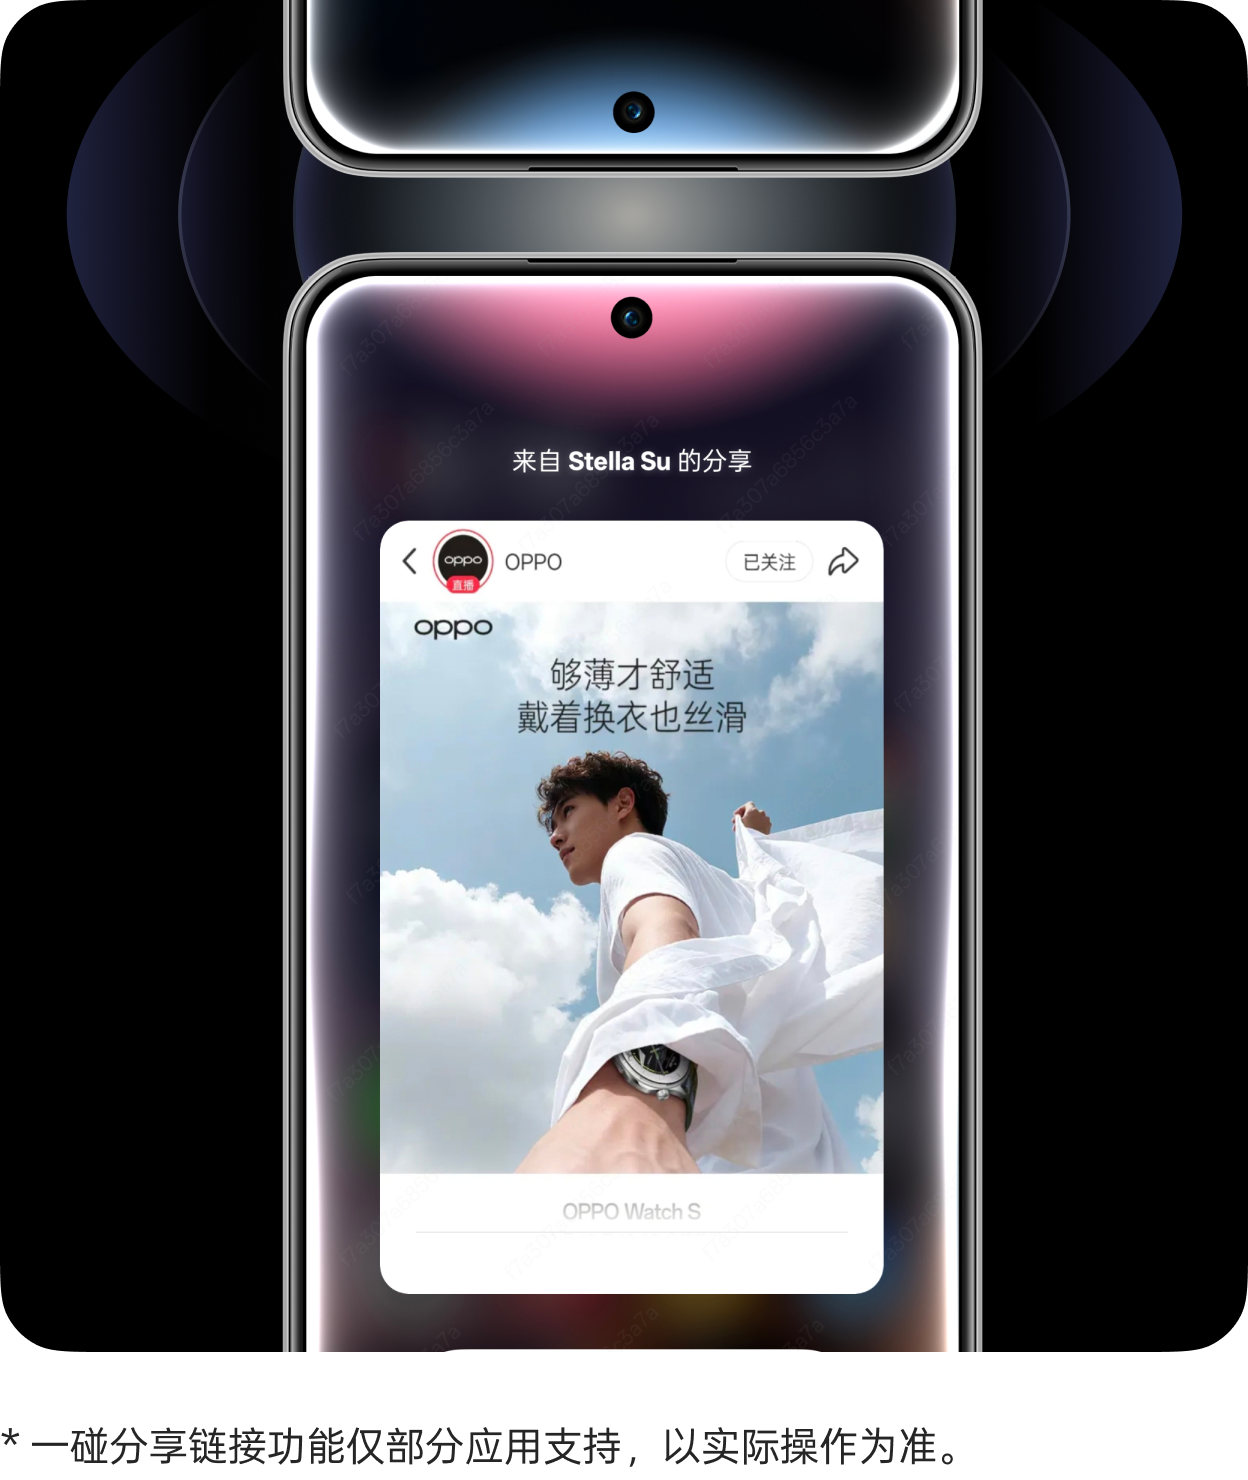 来自 Stella Su 的分享
oppo
直播
OPPO
已关注
oppo
够薄才舒适
戴着换衣也丝滑
OPPO Watch S
* 一碰分享链接功能仅部分应用支持，以实际操作为准。